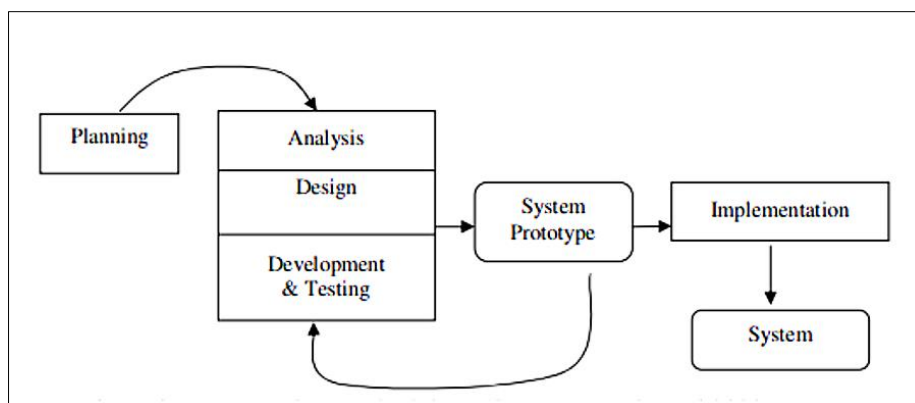 Planning
Analysis
Design
Development
& Testing
System
Prototype
Implementation
System